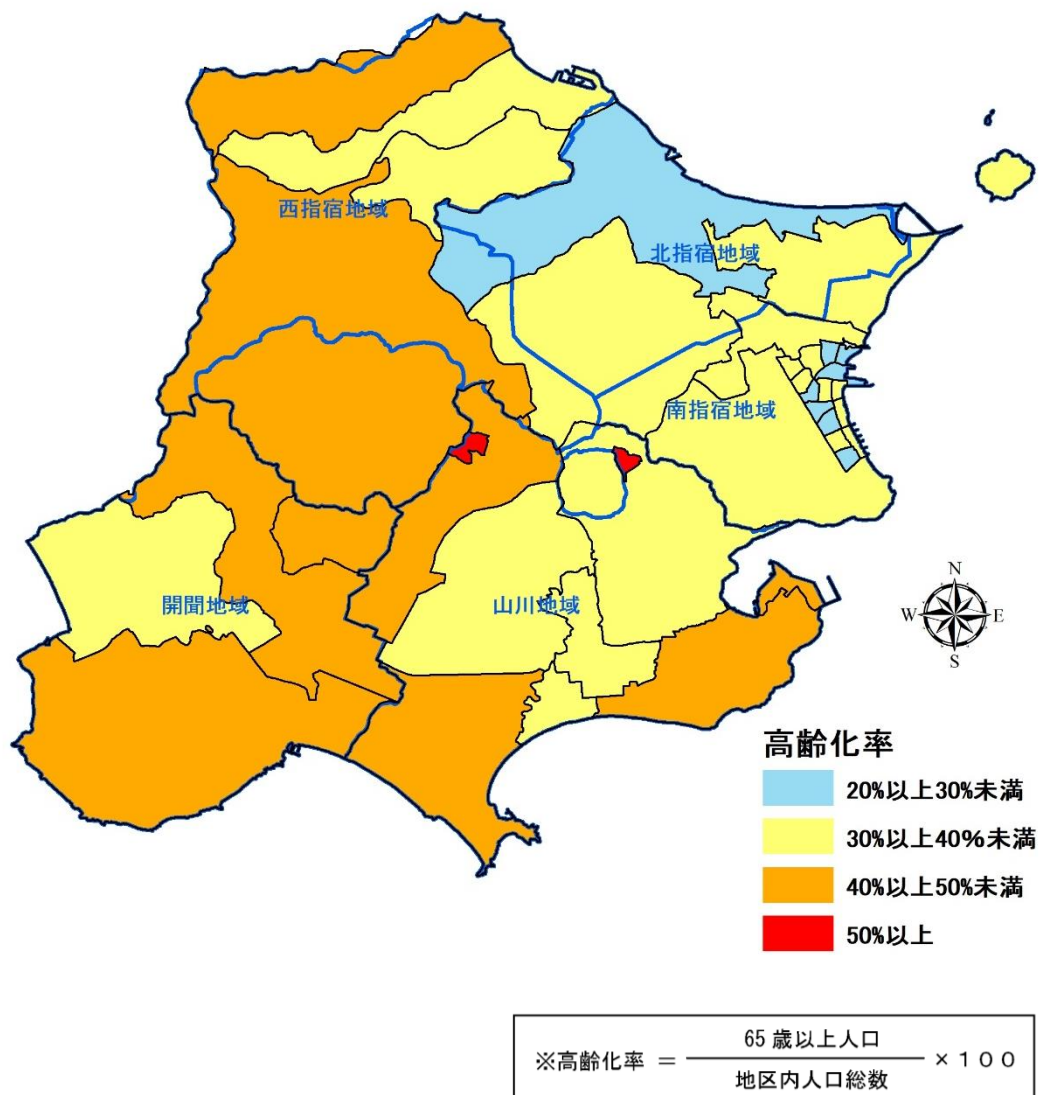 西指宿地域
北指宿地域
南指宿地域
開聞地域
山川地域
N
W
E
S
高齢化率
20%以上30%未満
30%以上40%未満
40%以上50%未満
50%以上
※高齢化率 = 65歳以上人口 / 地区内人口総数 ×100